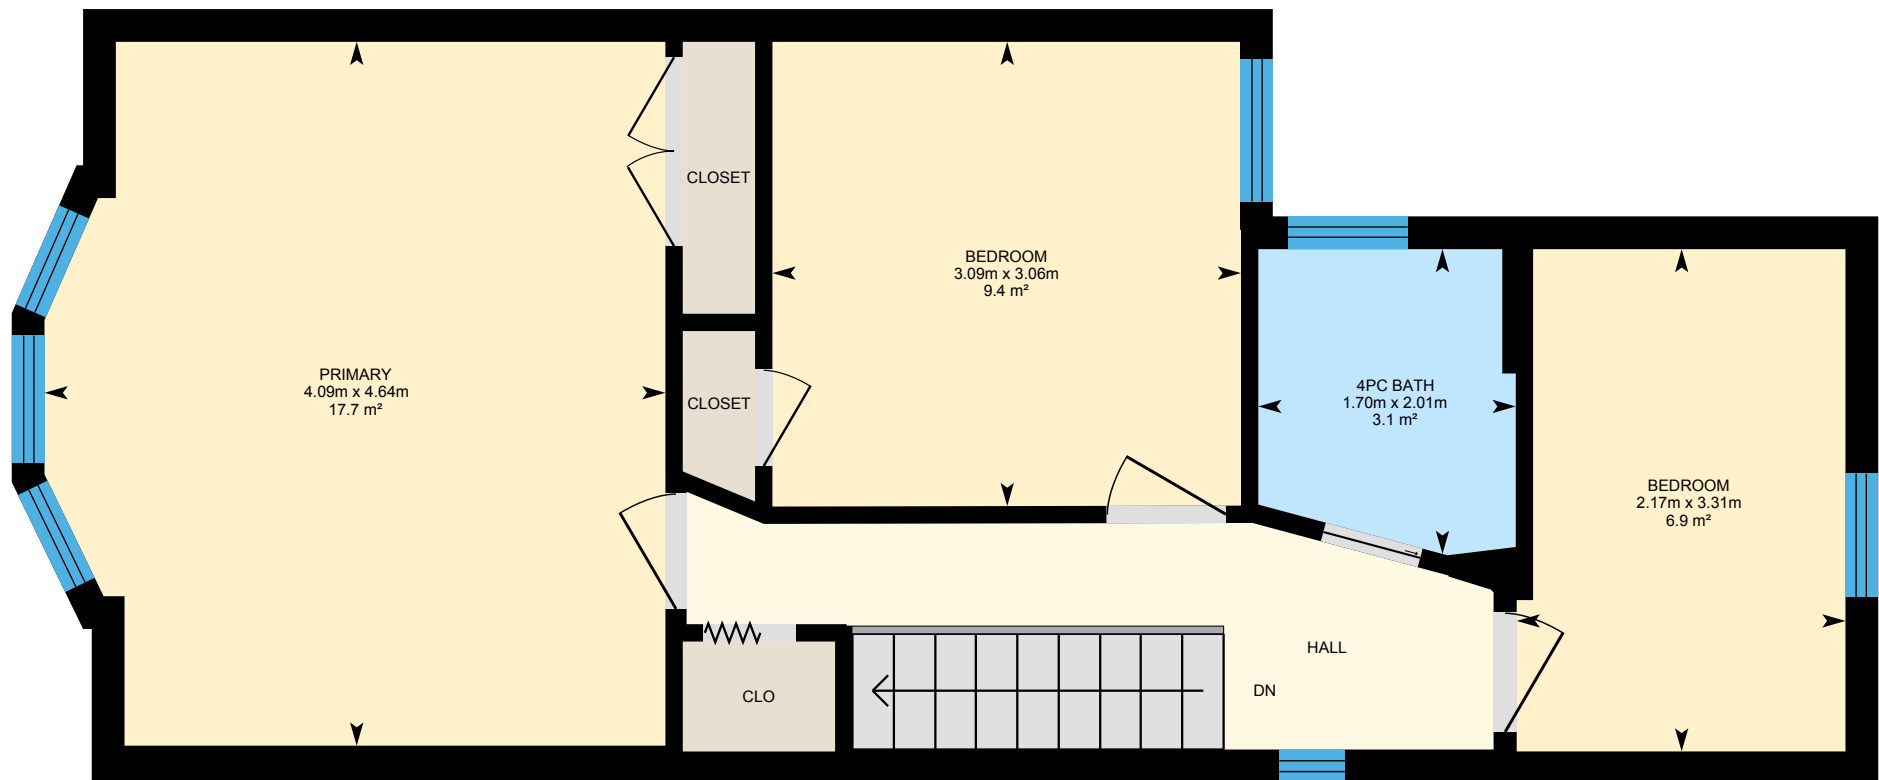 CLOSET
BEDROOM
3.09m x 3.06m
9.4 m²
PRIMARY
4.09m x 4.64m
17.7 m²
CLOSET
4PC BATH
1.70m x 2.01m
3.1 m²
BEDROOM
2.17m x 3.31m
6.9 m²
HALL
CLO
DN